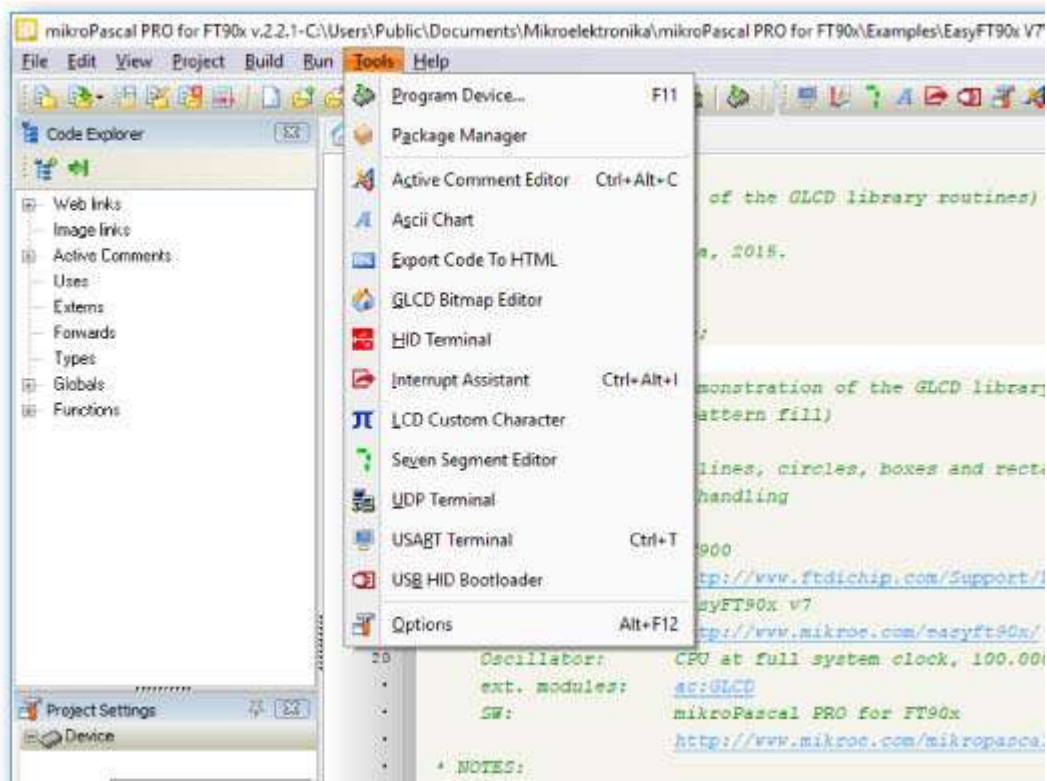 mikroPascal PRO for FT90x v.2.2.1-C:\Users\Public\Documents\Mikroelektronika\mikroPascal PRO for FT90x\Examples\EasyFT90x V7
File Edit View Project Build Run Tools Help
Code Explorer
Web links
Image links
Active Comments
Uses
Externs
Forwards
Types
Globals
Functions
Program Device... F11
Package Manager
Active Comment Editor Ctrl+Alt+C
Ascii Chart
Export Code To HTML
GLCD Bitmap Editor
HID Terminal
Interrupt Assistant Ctrl+Alt+I
LCD Custom Character
Seven Segment Editor
UDP Terminal
USART Terminal Ctrl+T
USB HID Bootloader
Options Alt+F12
of the GLCD library routines)
, 2015.
monstration of the GLCD library
attern fill)
lines, circles, boxes and recta
handling
900
tp://www.ftdichip.com/Support/
syFT90x v7
tp://www.mikroe.com/easyft90x/
20 Oscillator: CPU at full system clock, 100.000
ext. modules: ac:GLCD
SW: mikroPascal PRO for FT90x
http://www.mikroe.com/mikropascal
* NOTES:
Project Settings
Device